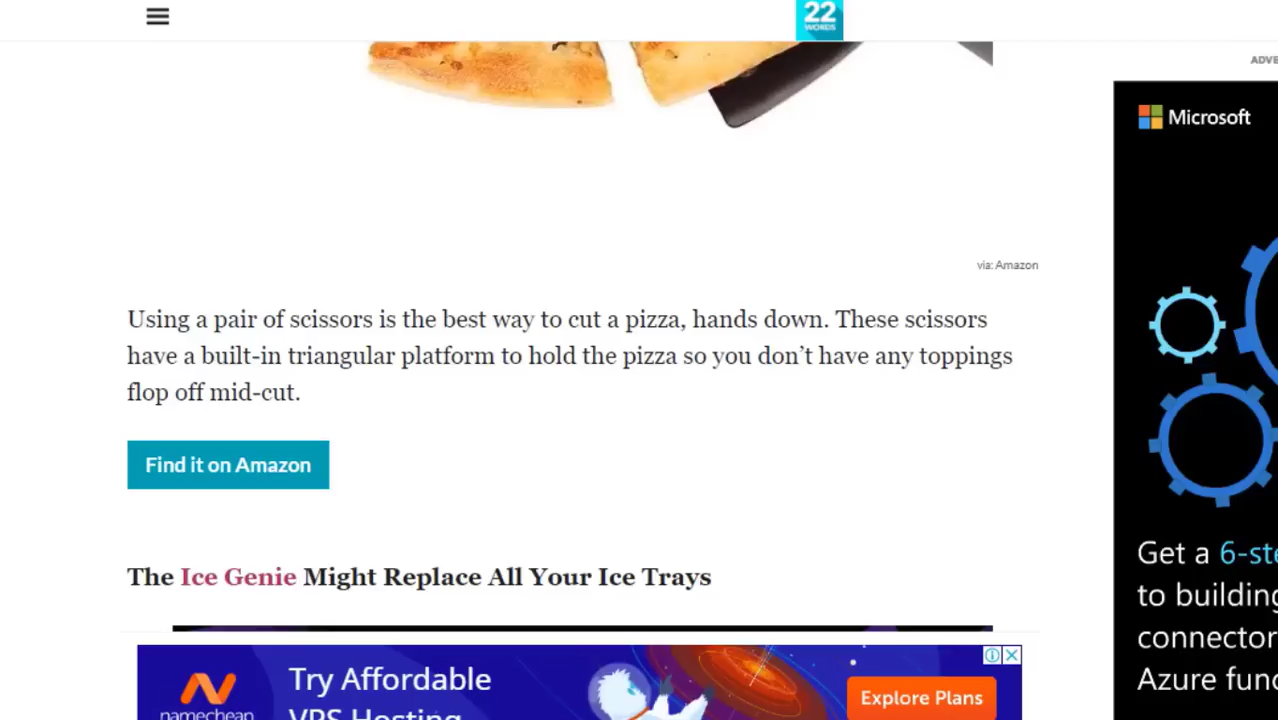 22
WORDS
ADVE
Microsoft
via: Amazon
Using a pair of scissors is the best way to cut a pizza, hands down. These scissors
have a built-in triangular platform to hold the pizza so you don’t have any toppings
flop off mid-cut.
Find it on Amazon
Get a 6-ste
to building
connector
Azure func
The Ice Genie Might Replace All Your Ice Trays
namecheap
Try Affordable
VPS Hosting
Explore Plans